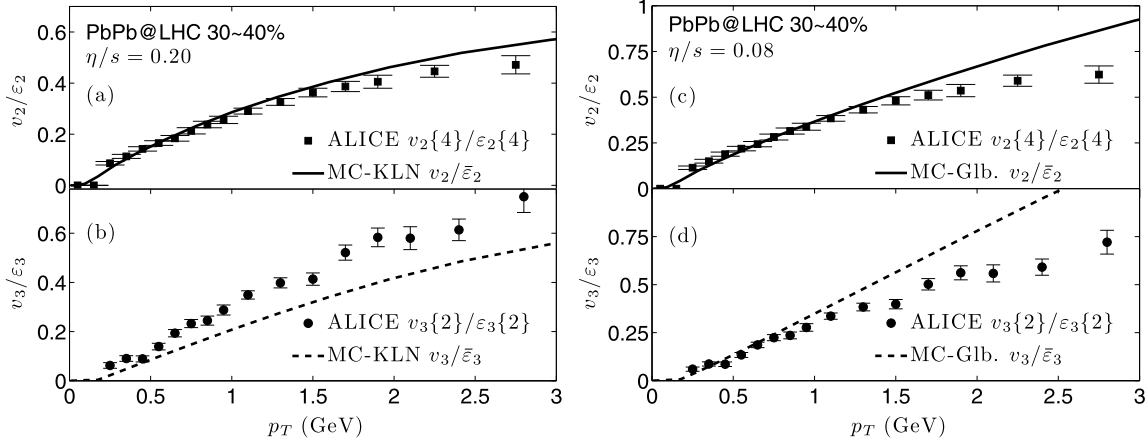 PbPb@LHC 30~40%
η/s = 0.20
(a)
ALICE v₂{4}/ε₂{4}
MC-KLN v₂/ε̄₂
v₂/ε₂
0.6
0.4
0.2
0
(b)
ALICE v₃{2}/ε₃{2}
MC-KLN v₃/ε̄₃
v₃/ε₃
0.6
0.4
0.2
0
0 0.5 1 1.5 2 2.5 3
p_T (GeV)
PbPb@LHC 30~40%
η/s = 0.08
(c)
ALICE v₂{4}/ε₂{4}
MC-Glb. v₂/ε̄₂
v₂/ε₂
1
0.75
0.5
0.25
0
(d)
ALICE v₃{2}/ε₃{2}
MC-Glb. v₃/ε̄₃
v₃/ε₃
0.75
0.5
0.25
0
0 0.5 1 1.5 2 2.5 3
p_T (GeV)